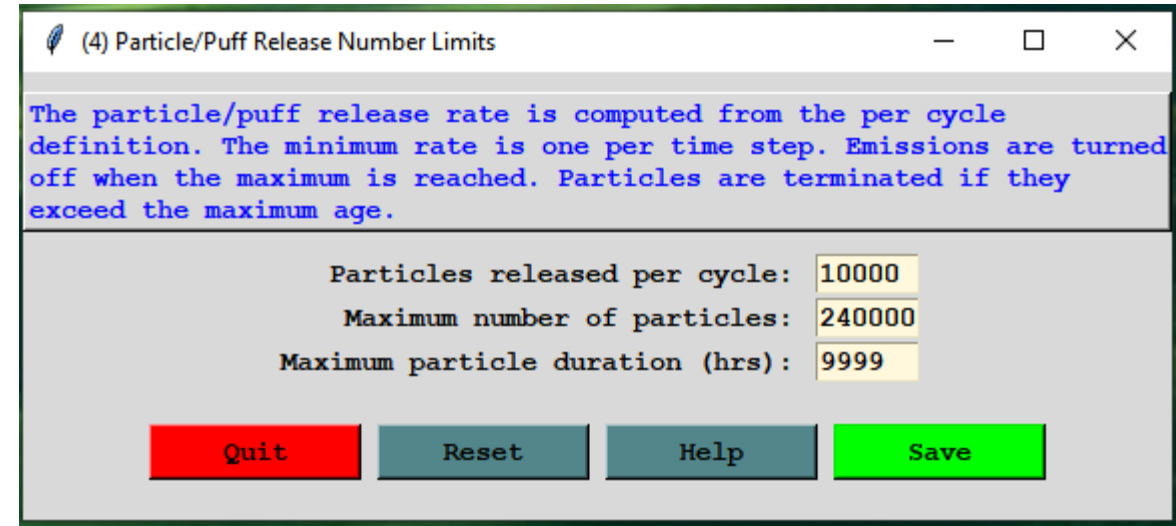 (4) Particle/Puff Release Number Limits
The particle/puff release rate is computed from the per cycle
definition. The minimum rate is one per time step. Emissions are turned
off when the maximum is reached. Particles are terminated if they
exceed the maximum age.
Particles released per cycle: 10000
Maximum number of particles: 240000
Maximum particle duration (hrs): 9999
Quit Reset Help Save